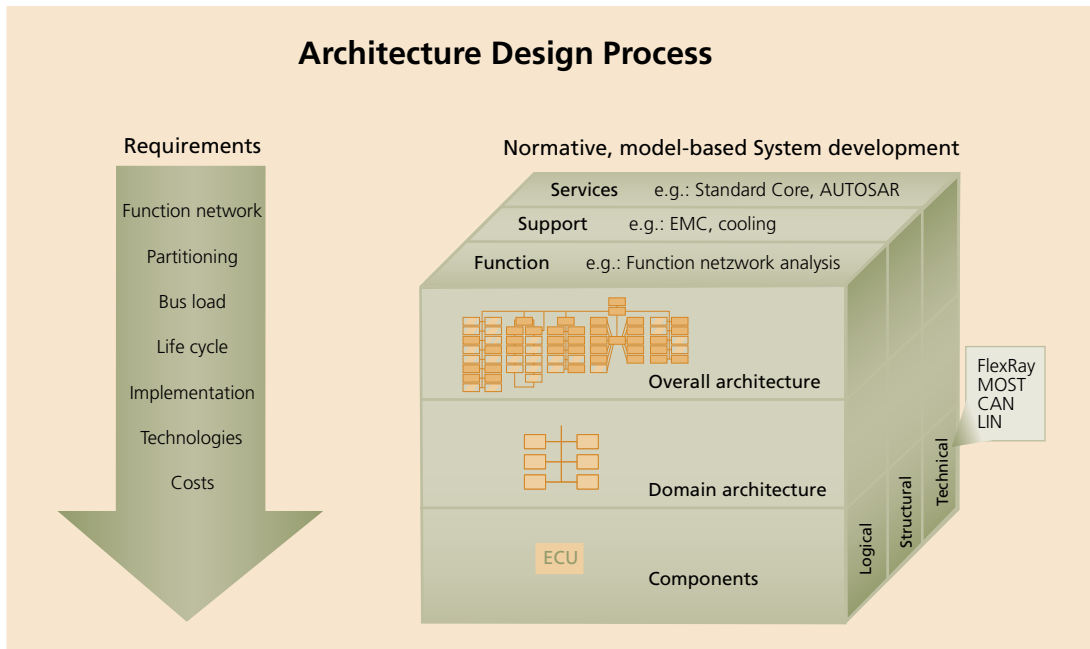 Architecture Design Process
Requirements
Function network
Partitioning
Bus load
Life cycle
Implementation
Technologies
Costs
Normative, model-based System development
Services e.g.: Standard Core, AUTOSAR
Support e.g.: EMC, cooling
Function e.g.: Function netzwork analysis
Overall architecture
Domain architecture
ECU
Components
Logical
Structural
Technical
FlexRay
MOST
CAN
LIN